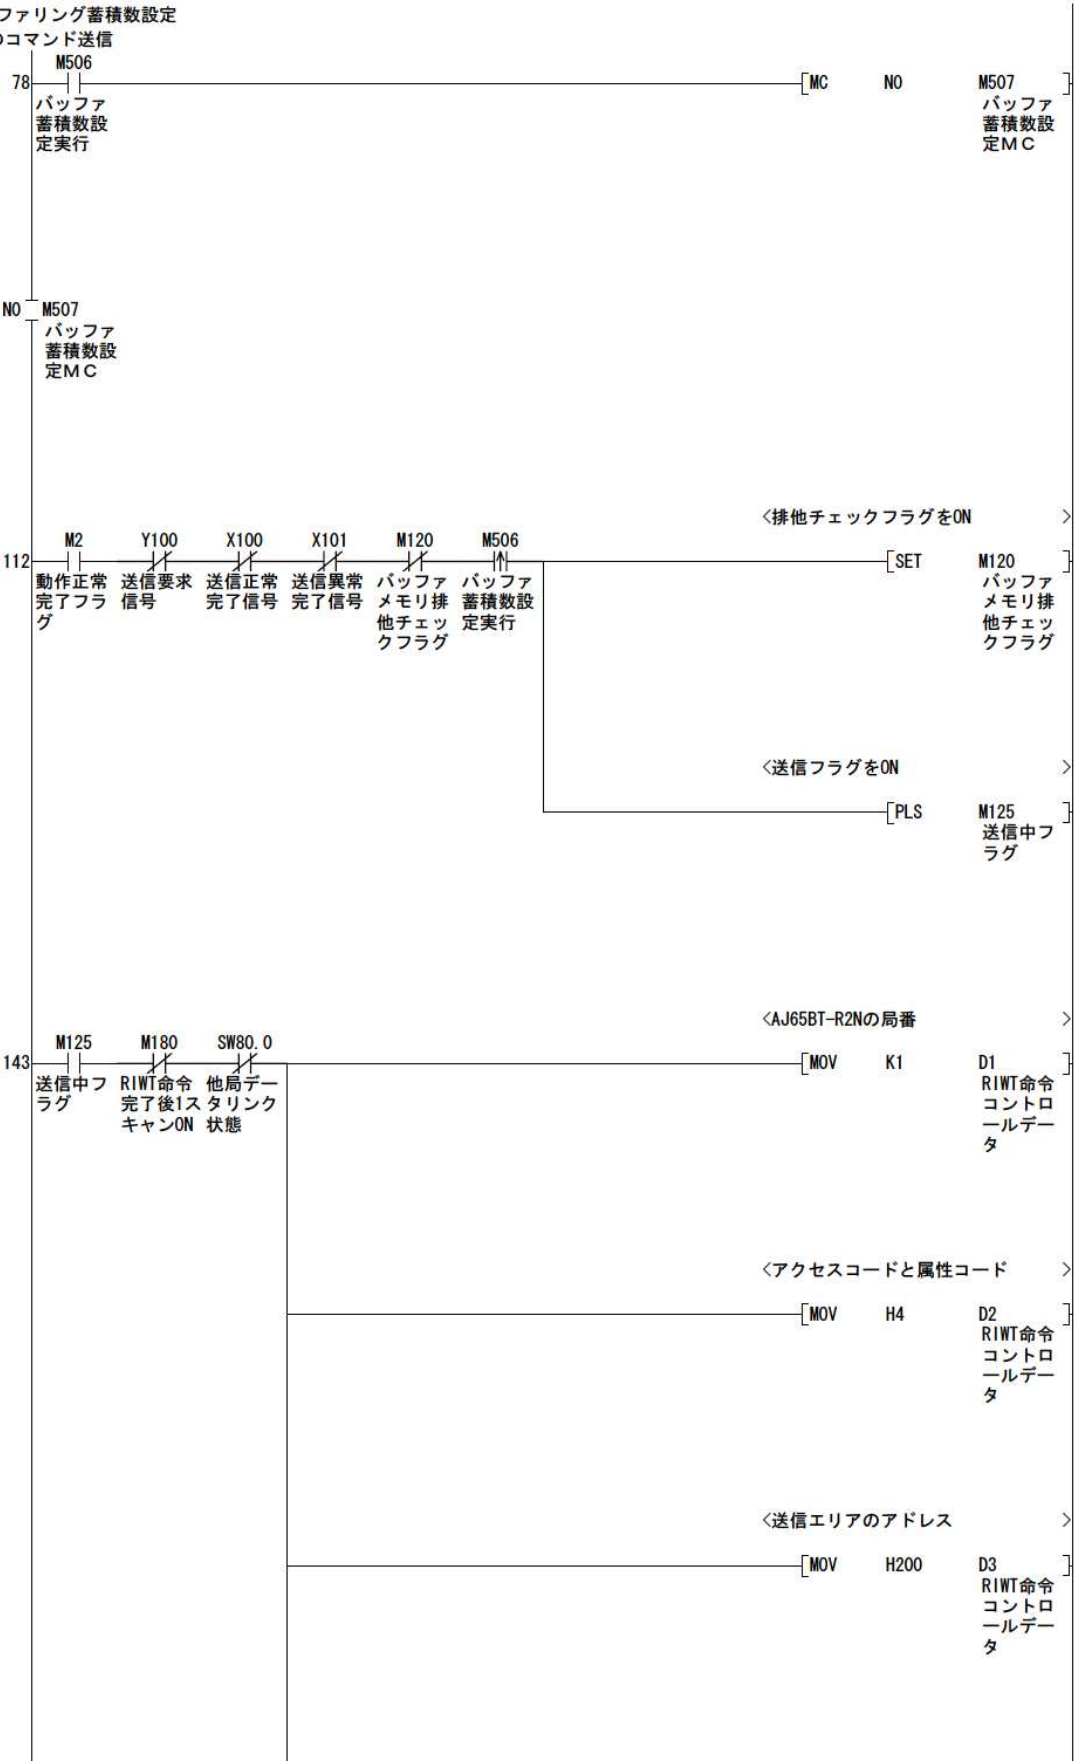 ファリング蓄積数設定
コマンド送信
M506
78 [MC N0 M507 ]
バッファ バッファ
蓄積数設 蓄積数設
定実行 定ＭＣ
N0 M507
バッファ
蓄積数設
定ＭＣ
<排他チェックフラグをON >
M2 Y100 X100 X101 M120 M506
112 [SET M120 ]
動作正常 送信要求 送信正常 送信異常 バッファ バッファ バッファ
完了フラ 信号 完了信号 完了信号 メモリ排 蓄積数設 メモリ排
グ 他チェッ 定実行 他チェッ
クフラグ クフラグ
<送信フラグをON >
[PLS M125 ]
送信中フ
ラグ
<AJ65BT-R2Nの局番 >
M125 M180 SW80.0
143 [MOV K1 D1 ]
送信中フ RIWT命令 他局デー RIWT命令
ラグ 完了後1ス タリンク コントロ
キャンON 状態 ールデー
タ
<アクセスコードと属性コード >
[MOV H4 D2 ]
RIWT命令
コントロ
ールデー
タ
<送信エリアのアドレス >
[MOV H200 D3 ]
RIWT命令
コントロ
ールデー
タ